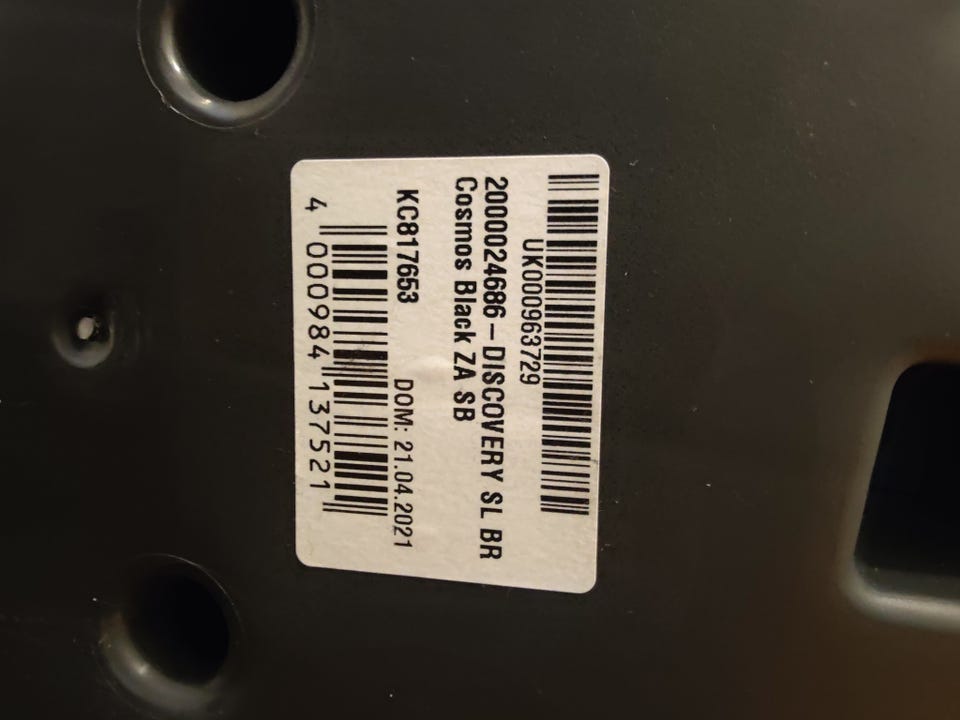 UK000963729
2000024686-DISCOVERY SL BR
Cosmos Black ZA SB
KC817653 DOM: 21.04.2021
4 000984 137521